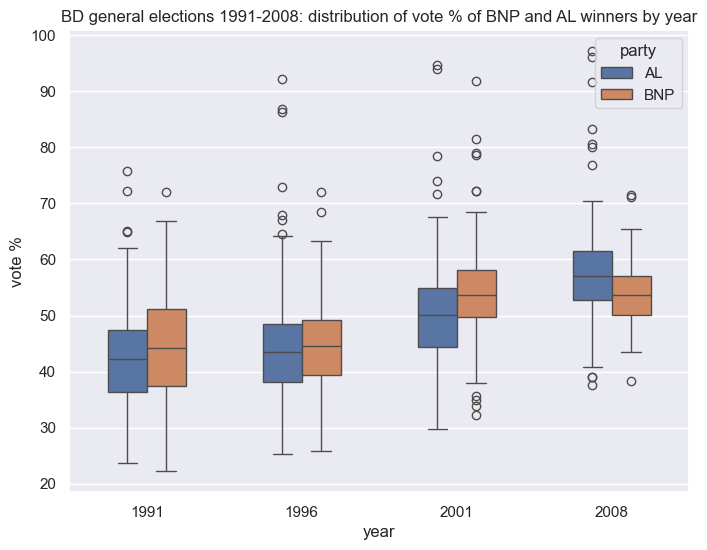 BD general elections 1991-2008: distribution of vote % of BNP and AL winners by year
party
AL
BNP
vote %
100
90
80
70
60
50
40
30
20
1991 1996 2001 2008
year